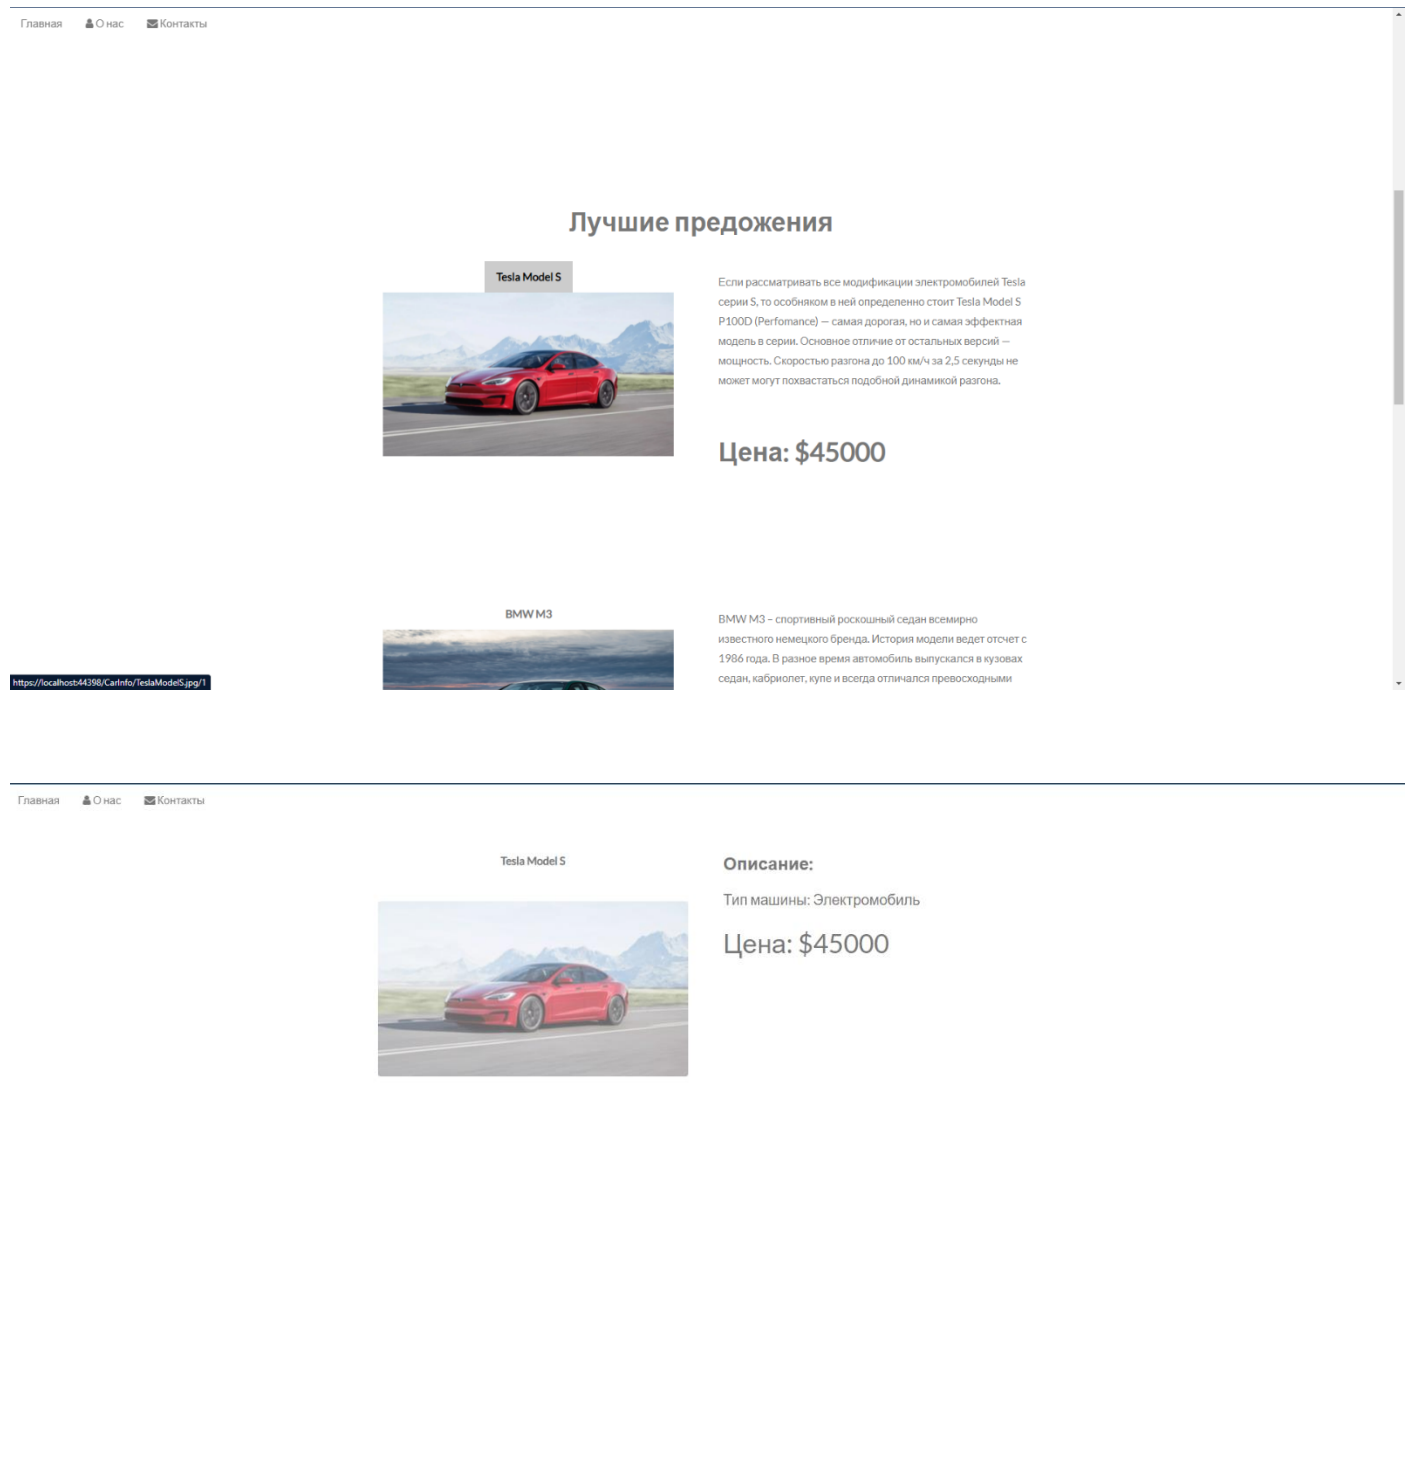 Главная О нас Контакты
Лучшие предожения
Tesla Model S
Если рассматривать все модификации электромобилей Tesla
серии S, то особняком в ней определенно стоит Tesla Model S
P100D (Perfomance) — самая дорогая, но и самая эффектная
модель в серии. Основное отличие от остальных версий —
мощность. Скоростью разгона до 100 км/ч за 2,5 секунды не
может могут похвастаться подобной динамикой разгона.
Цена: $45000
BMW M3
BMW M3 – спортивный роскошный седан всемирно
известного немецкого бренда. История модели ведет отсчет с
1986 года. В разное время автомобиль выпускался в кузовах
седан, кабриолет, купе и всегда отличался превосходными
https://localhost:44398/CarInfo/TeslaModelS.jpg/1
Главная О нас Контакты
Tesla Model S
Описание:
Тип машины: Электромобиль
Цена: $45000